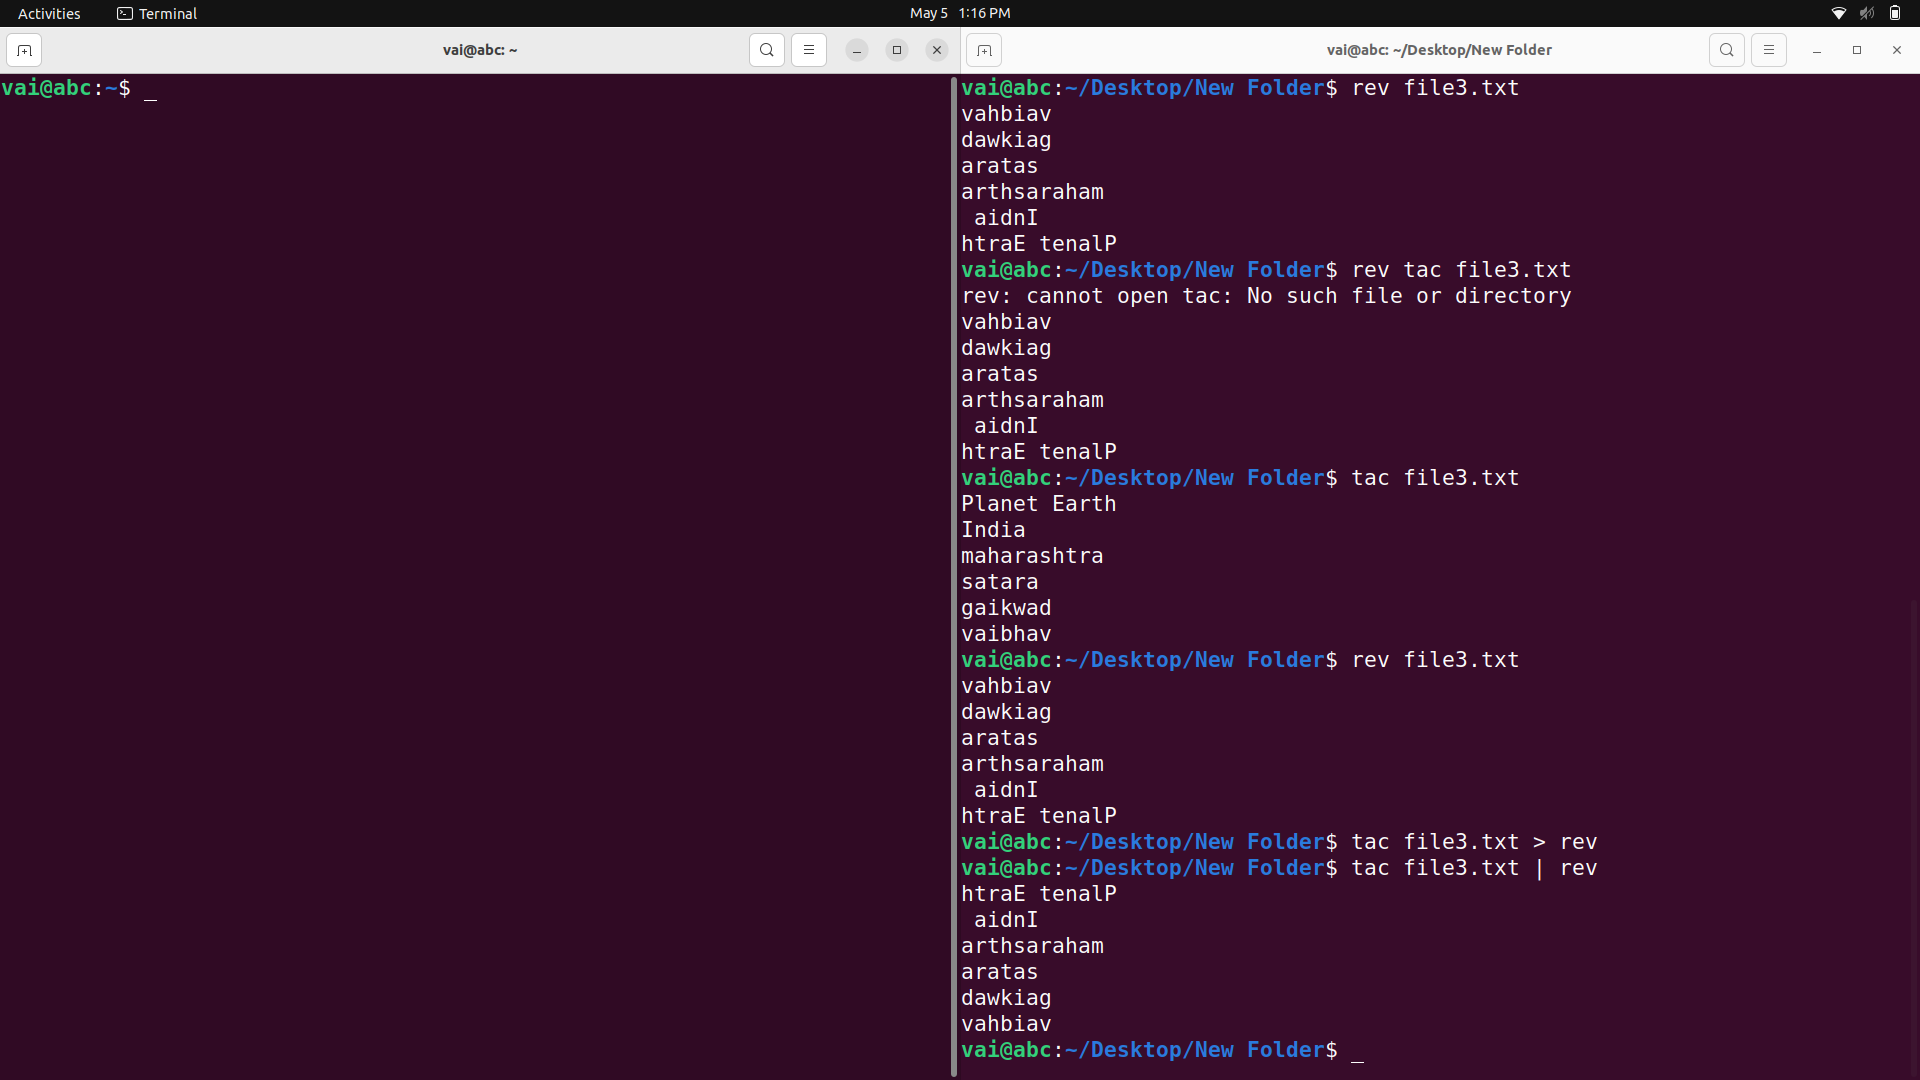 Activities Terminal May 5 1:16 PM
vai@abc: ~
vai@abc:~$ _
vai@abc: ~/Desktop/New Folder
vai@abc:~/Desktop/New Folder$ rev file3.txt
vahbiav
dawkiag
aratas
arthsaraham
 aidnI
htraE tenalP
vai@abc:~/Desktop/New Folder$ rev tac file3.txt
rev: cannot open tac: No such file or directory
vahbiav
dawkiag
aratas
arthsaraham
 aidnI
htraE tenalP
vai@abc:~/Desktop/New Folder$ tac file3.txt
Planet Earth
India
maharashtra
satara
gaikwad
vaibhav
vai@abc:~/Desktop/New Folder$ rev file3.txt
vahbiav
dawkiag
aratas
arthsaraham
 aidnI
htraE tenalP
vai@abc:~/Desktop/New Folder$ tac file3.txt > rev
vai@abc:~/Desktop/New Folder$ tac file3.txt | rev
htraE tenalP
 aidnI
arthsaraham
aratas
dawkiag
vahbiav
vai@abc:~/Desktop/New Folder$ _